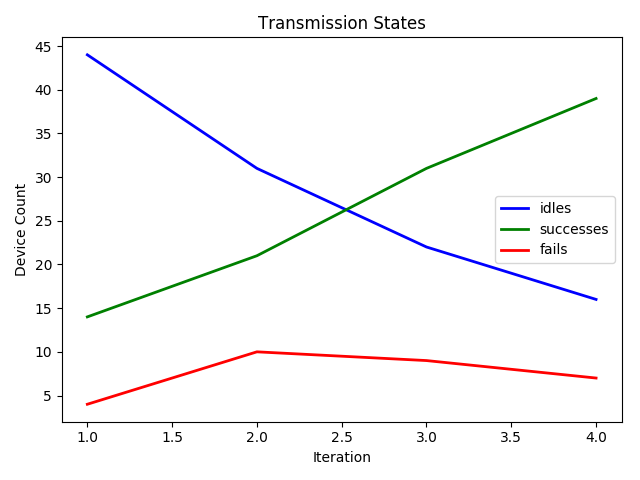 Transmission States
45
40
35
30
25
20
15
10
5
Device Count
idles
successes
fails
1.0 1.5 2.0 2.5 3.0 3.5 4.0
Iteration